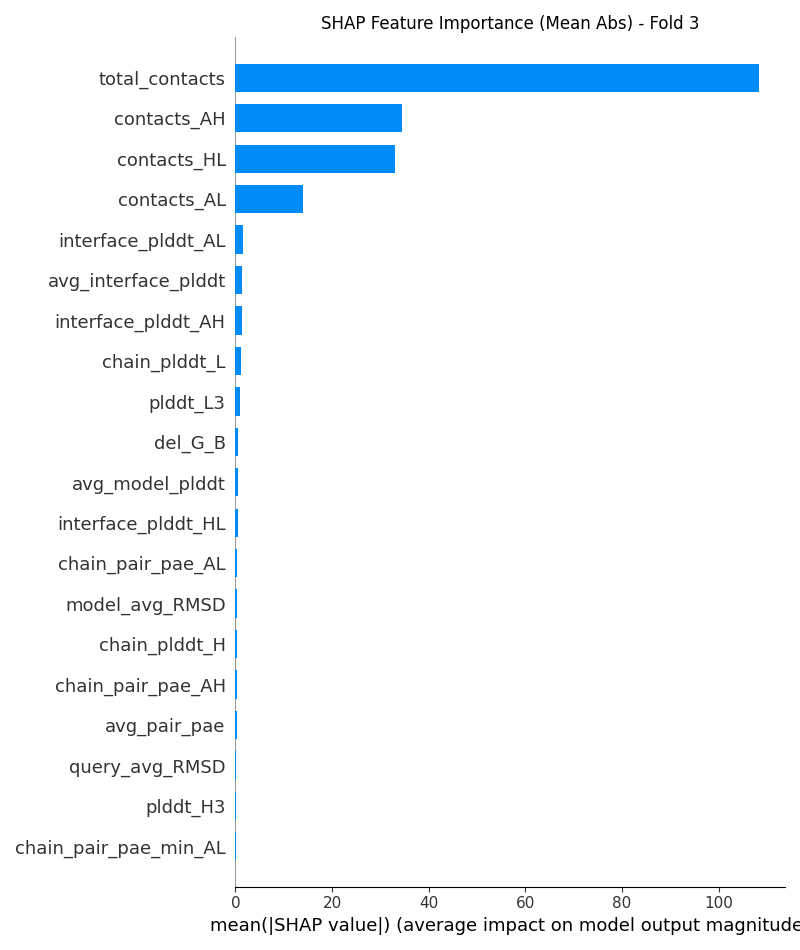 SHAP Feature Importance (Mean Abs) - Fold 3
total_contacts
contacts_AH
contacts_HL
contacts_AL
interface_plddt_AL
avg_interface_plddt
interface_plddt_AH
chain_plddt_L
plddt_L3
del_G_B
avg_model_plddt
interface_plddt_HL
chain_pair_pae_AL
model_avg_RMSD
chain_plddt_H
chain_pair_pae_AH
avg_pair_pae
query_avg_RMSD
plddt_H3
chain_pair_pae_min_AL
0 20 40 60 80 100
mean(|SHAP value|) (average impact on model output magnitude